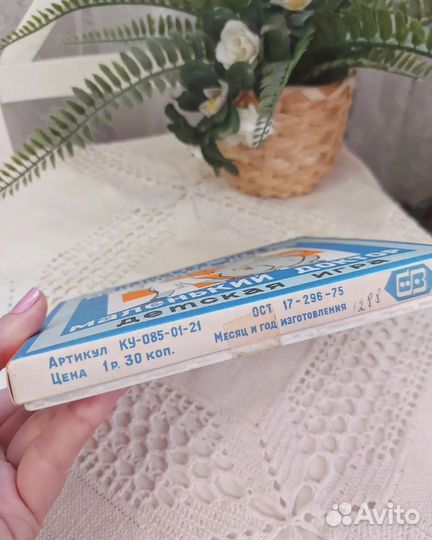 МАЛЕНЬКИЙ ДОКТОР
ДЕТСКАЯ ИГРА
АРТИКУЛ КУ-085-01-21
ЦЕНА 1 Р. 30 КОП.
ОСТ 17-296-75
МЕСЯЦ И ГОД ИЗГОТОВЛЕНИЯ
Avito